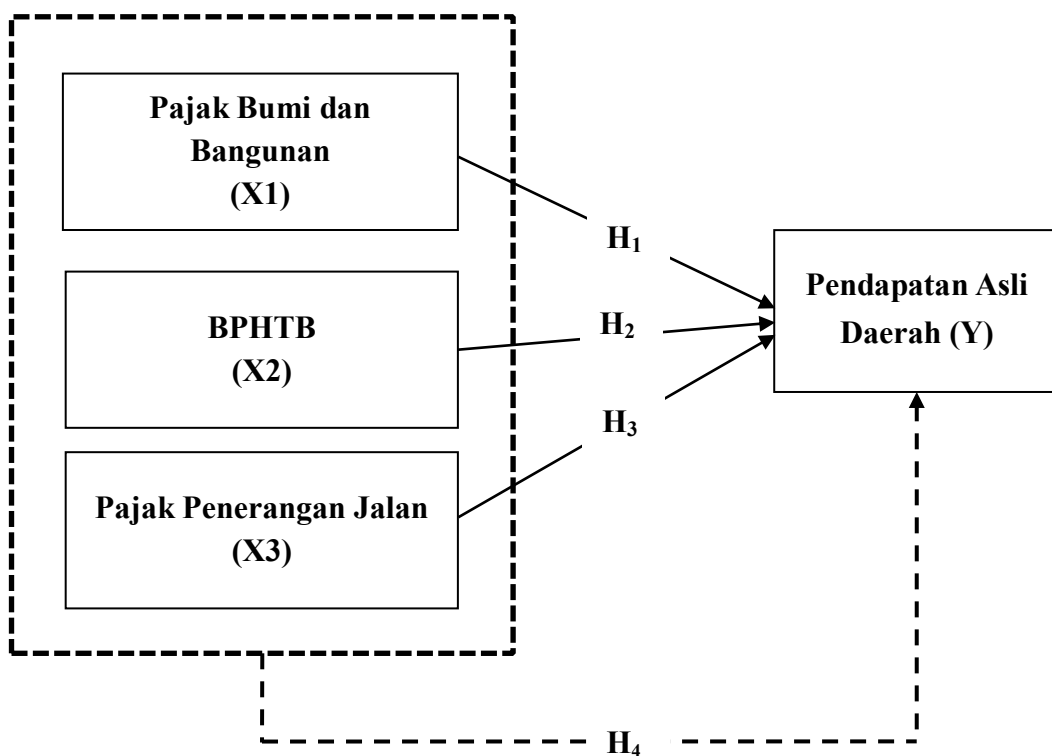 Pajak Bumi dan
Bangunan
(X1)
H₁
Pendapatan Asli
Daerah (Y)
BPHTB
(X2)
H₂
H₃
Pajak Penerangan Jalan
(X3)
H₄